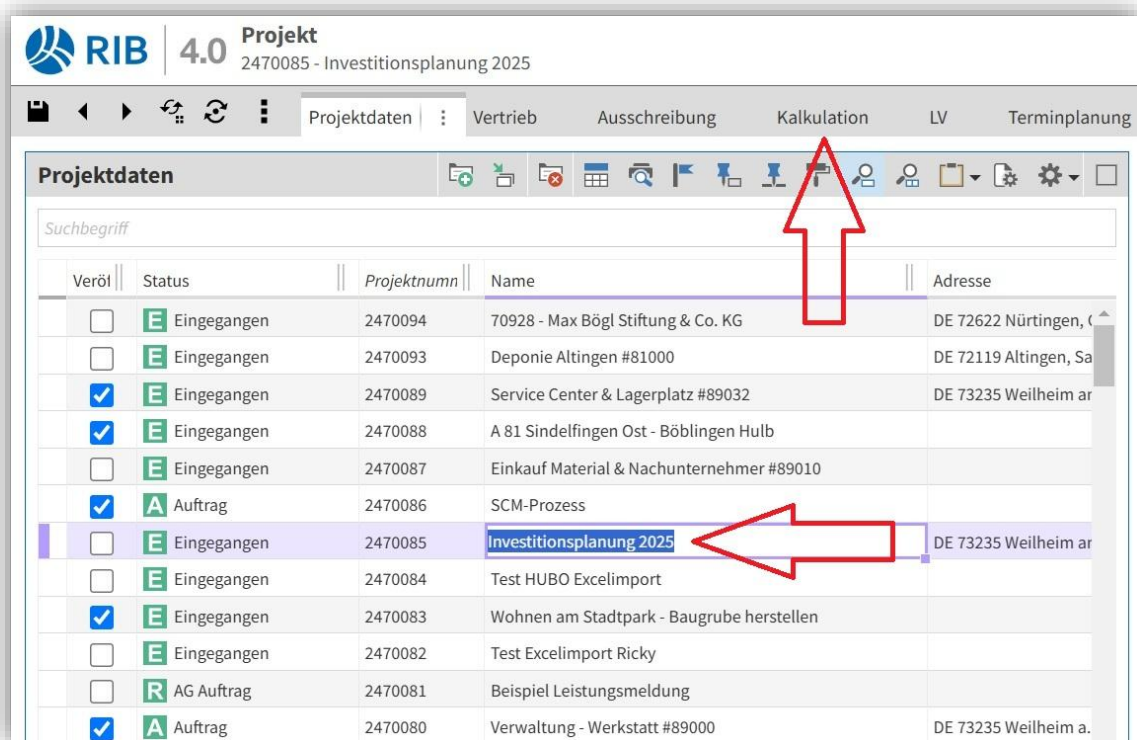 RIB 4.0 Projekt
2470085 - Investitionsplanung 2025
Projektdaten Vertrieb Ausschreibung Kalkulation LV Terminplanung
Projektdaten
Suchbegriff
Veröf Status Projektnumn Name Adresse
E Eingegangen 2470094 70928 - Max Bögl Stiftung & Co. KG DE 72622 Nürtingen,
E Eingegangen 2470093 Deponie Altingen #81000 DE 72119 Altingen, Sa
E Eingegangen 2470089 Service Center & Lagerplatz #89032 DE 73235 Weilheim an
E Eingegangen 2470088 A 81 Sindelfingen Ost - Böblingen Hulb
E Eingegangen 2470087 Einkauf Material & Nachunternehmer #89010
A Auftrag 2470086 SCM-Prozess
E Eingegangen 2470085 Investitionsplanung 2025 DE 73235 Weilheim an
E Eingegangen 2470084 Test HUBO Excelimport
E Eingegangen 2470083 Wohnen am Stadtpark - Baugrube herstellen
E Eingegangen 2470082 Test Excelimport Ricky
R AG Auftrag 2470081 Beispiel Leistungsmeldung
A Auftrag 2470080 Verwaltung - Werkstatt #89000 DE 73235 Weilheim a.